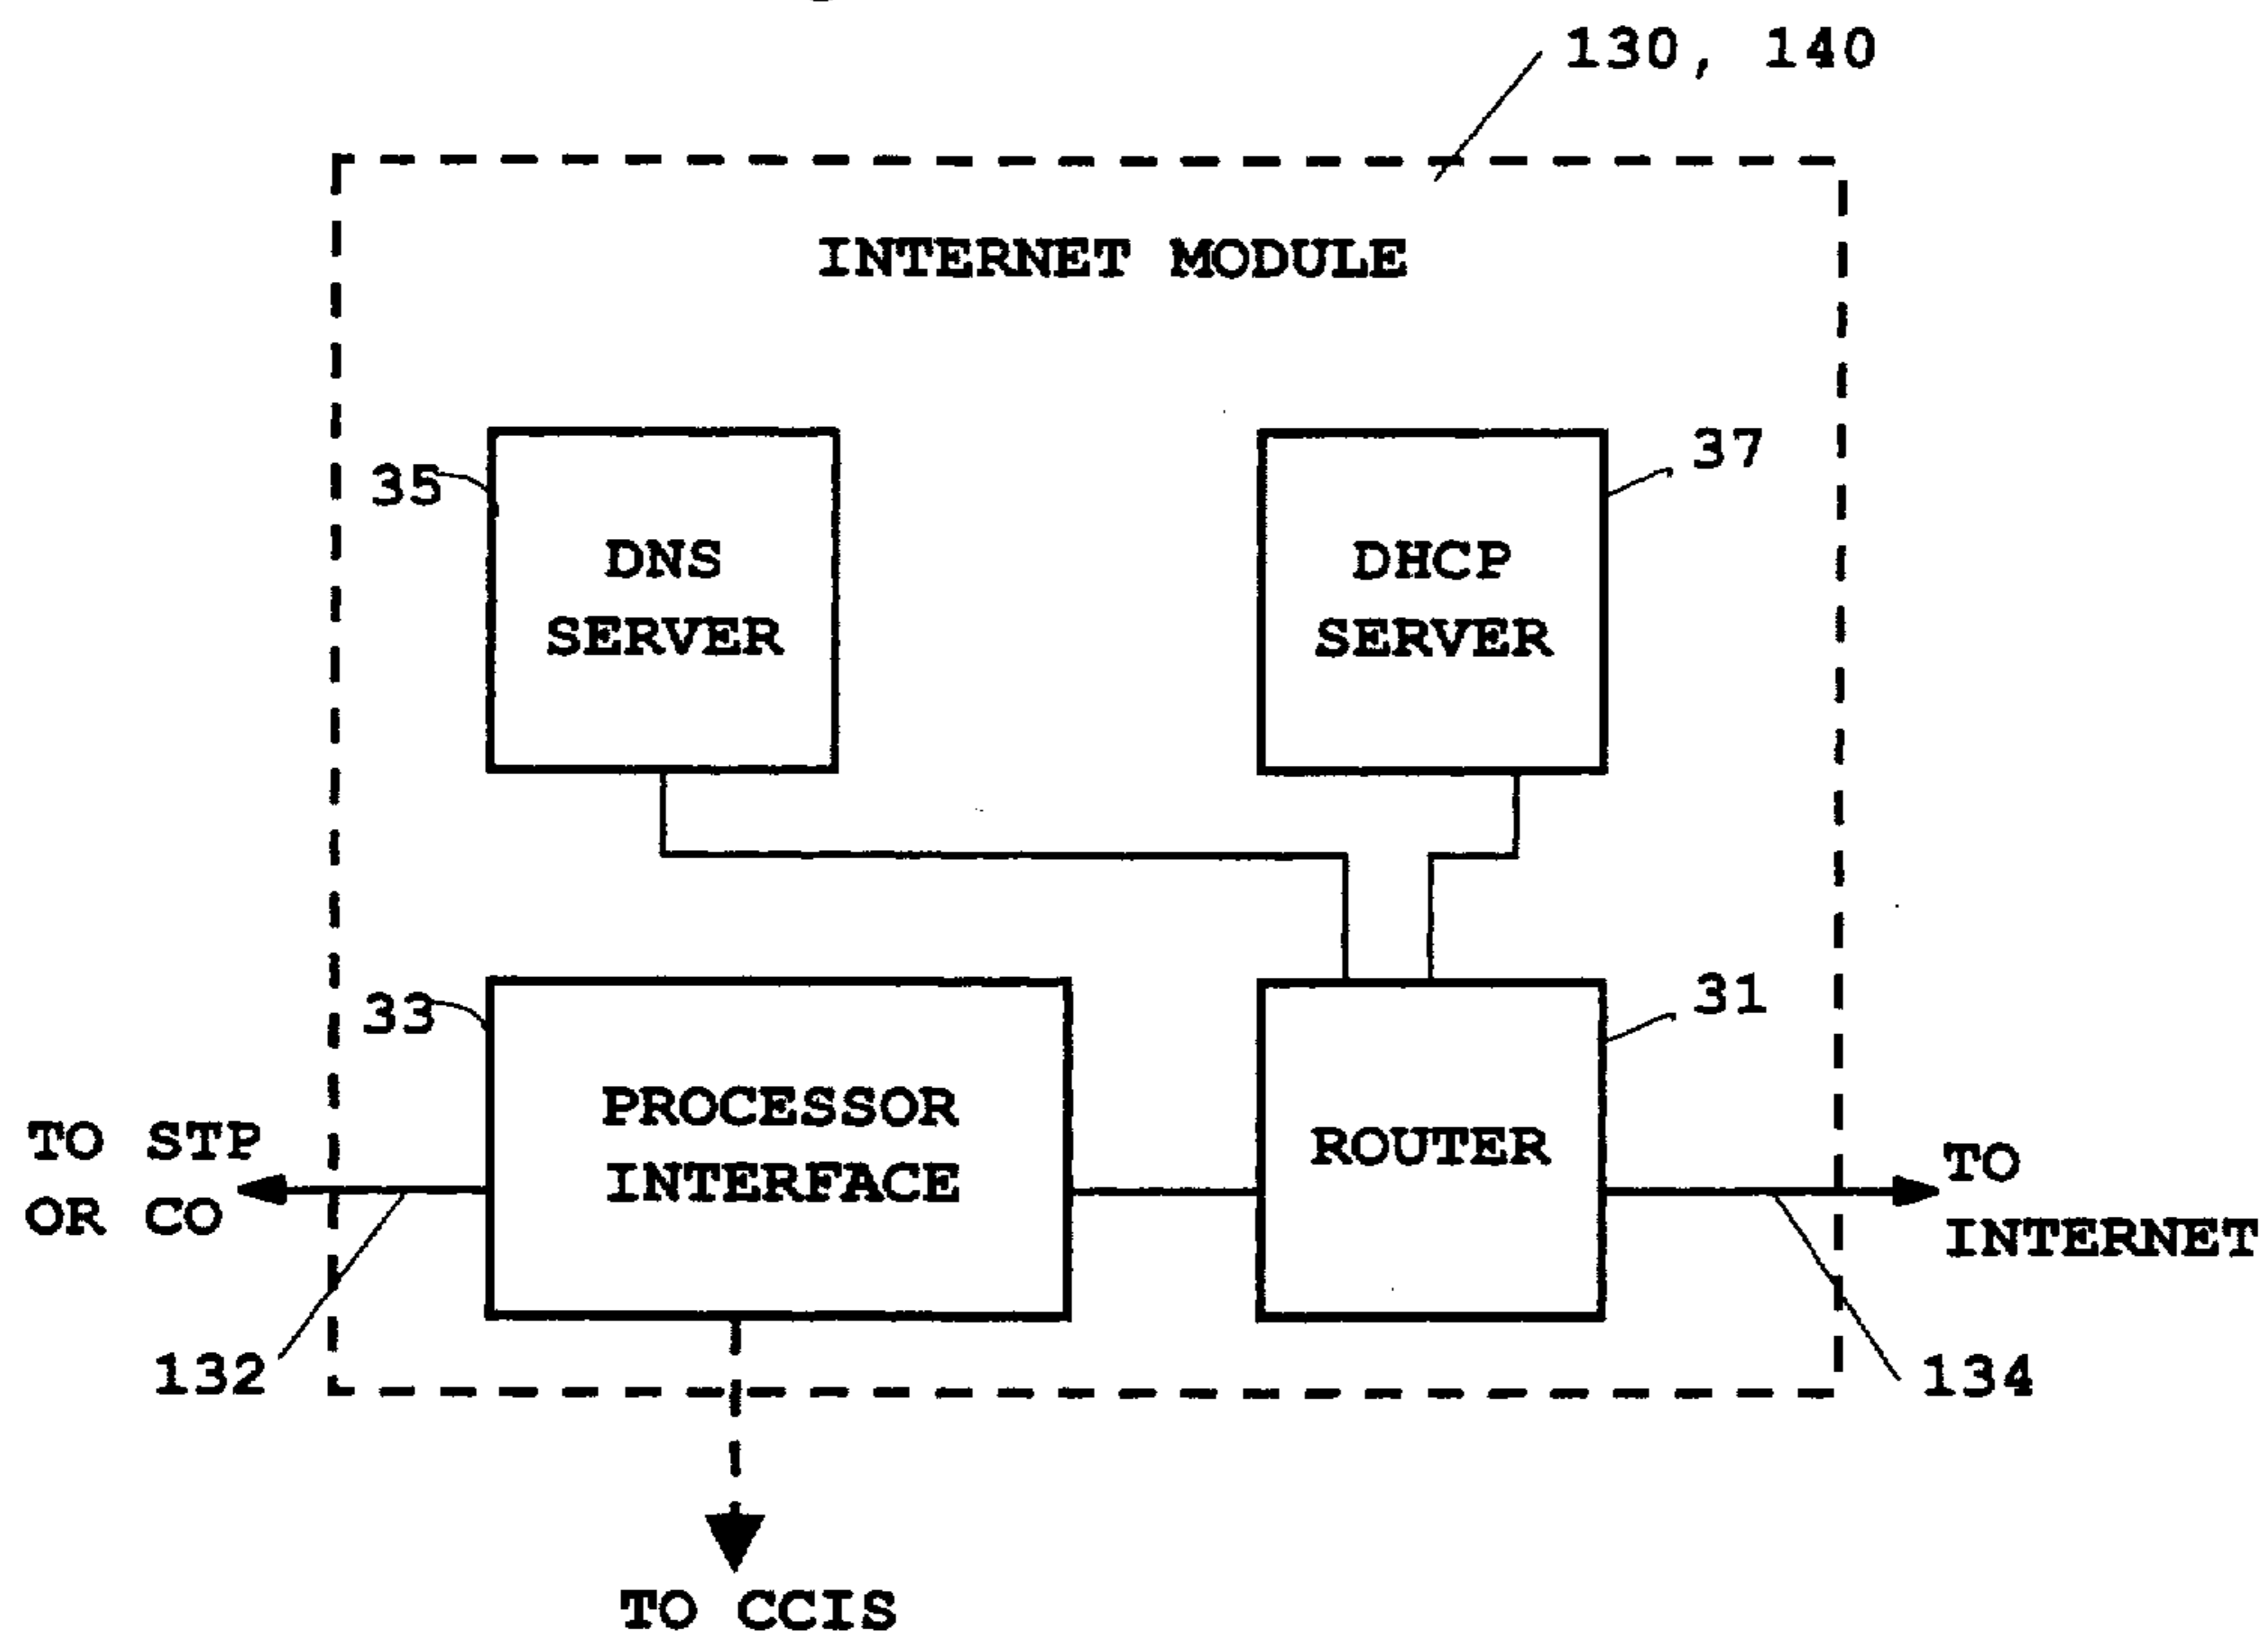 130, 140
INTERNET MODULE
35
37
DNS
SERVER
DHCP
SERVER
33
31
PROCESSOR
INTERFACE
ROUTER
TO STP
OR CO
TO
INTERNET
132
134
TO CCIS